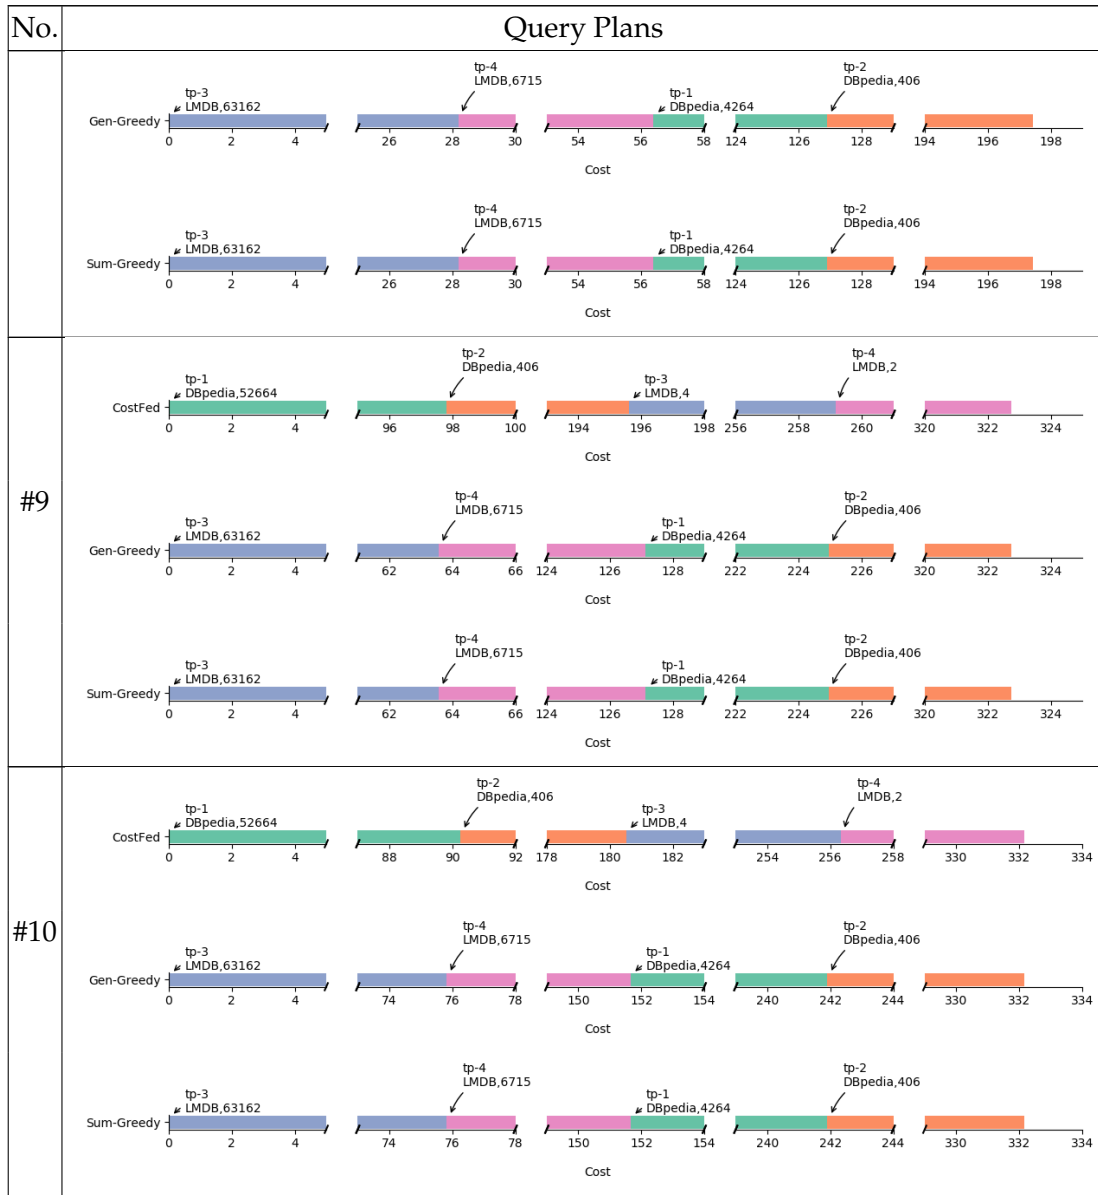 No. Query Plans
tp-3
LMDB,63162
tp-4
LMDB,6715
tp-1
DBpedia,4264
tp-2
DBpedia,406
Gen-Greedy
0 2 4 26 28 30 54 56 58 124 126 128 194 196 198
Cost
tp-3
LMDB,63162
tp-4
LMDB,6715
tp-1
DBpedia,4264
tp-2
DBpedia,406
Sum-Greedy
0 2 4 26 28 30 54 56 58 124 126 128 194 196 198
Cost
#9
tp-1
DBpedia,52664
tp-2
DBpedia,406
tp-3
LMDB,4
tp-4
LMDB,2
CostFed
0 2 4 96 98 100 194 196 198 256 258 260 320 322 324
Cost
tp-3
LMDB,63162
tp-4
LMDB,6715
tp-1
DBpedia,4264
tp-2
DBpedia,406
Gen-Greedy
0 2 4 62 64 66 124 126 128 222 224 226 320 322 324
Cost
tp-3
LMDB,63162
tp-4
LMDB,6715
tp-1
DBpedia,4264
tp-2
DBpedia,406
Sum-Greedy
0 2 4 62 64 66 124 126 128 222 224 226 320 322 324
Cost
#10
tp-1
DBpedia,52664
tp-2
DBpedia,406
tp-3
LMDB,4
tp-4
LMDB,2
CostFed
0 2 4 88 90 92 178 180 182 254 256 258 330 332 334
Cost
tp-3
LMDB,63162
tp-4
LMDB,6715
tp-1
DBpedia,4264
tp-2
DBpedia,406
Gen-Greedy
0 2 4 74 76 78 150 152 154 240 242 244 330 332 334
Cost
tp-3
LMDB,63162
tp-4
LMDB,6715
tp-1
DBpedia,4264
tp-2
DBpedia,406
Sum-Greedy
0 2 4 74 76 78 150 152 154 240 242 244 330 332 334
Cost